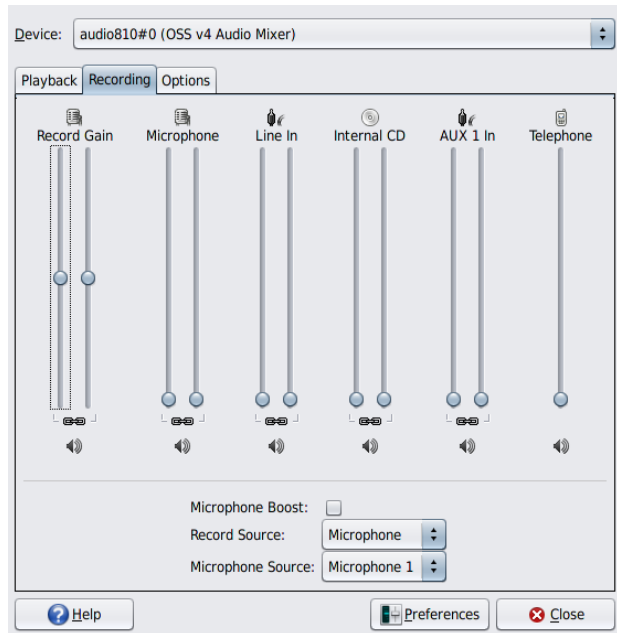 Device: audio810#0 (OSS v4 Audio Mixer)
Playback Recording Options
Record Gain Microphone Line In Internal CD AUX 1 In Telephone
Microphone Boost:
Record Source: Microphone
Microphone Source: Microphone 1
Help Preferences Close